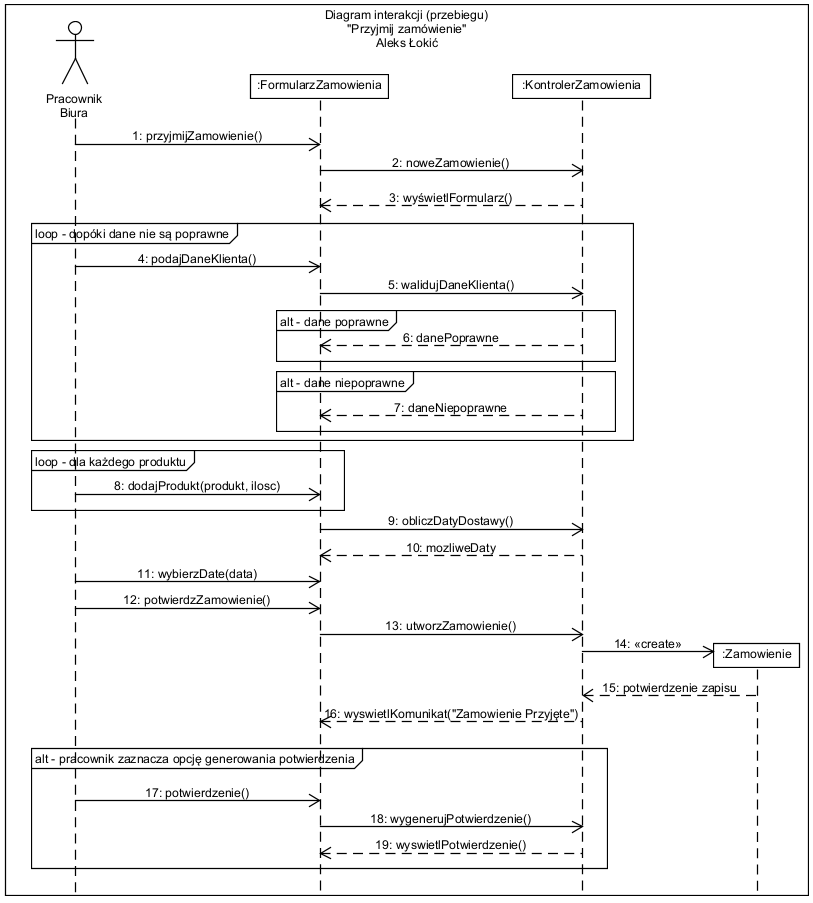 Diagram interakcji (przebiegu)
"Przyjmij zamówienie"
Aleks Łokić
Pracownik
Biura
:FormularzZamowienia
:KontrolerZamowienia
1: przyjmijZamowienie()
2: noweZamowienie()
3: wyświetlFormularz()
loop - dopóki dane nie są poprawne
4: podajDaneKlienta()
5: walidujDaneKlienta()
alt - dane poprawne
6: danePoprawne
alt - dane niepoprawne
7: daneNiepoprawne
loop - dla każdego produktu
8: dodajProdukt(produkt, ilosc)
9: obliczDatyDostawy()
10: mozliweDaty
11: wybierzDate(data)
12: potwierdzZamowienie()
13: utworzZamowienie()
14: «create»
:Zamowienie
15: potwierdzenie zapisu
16: wyswietlKomunikat("Zamowienie Przyjęte")
alt - pracownik zaznacza opcję generowania potwierdzenia
17: potwierdzenie()
18: wygenerujPotwierdzenie()
19: wyswietlPotwierdzenie()